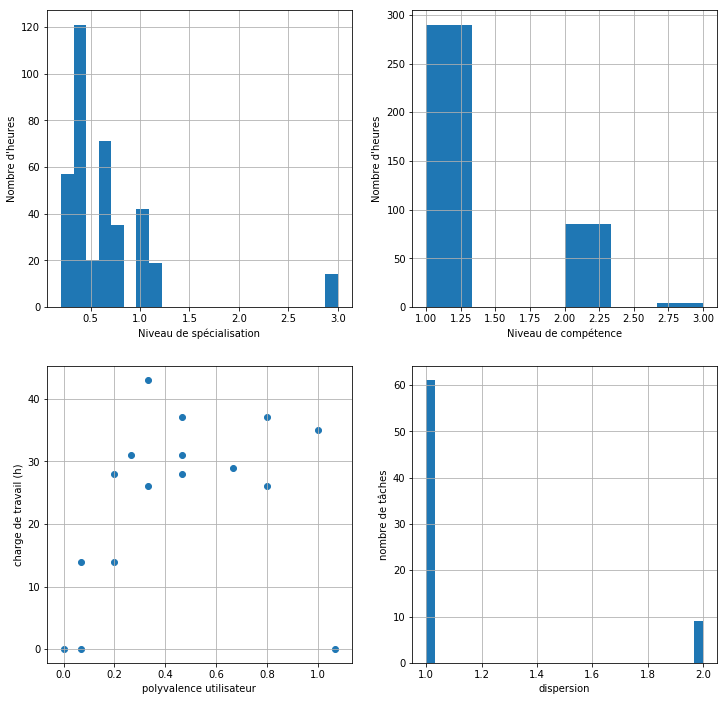 120
100
80
60
40
20
0
Nombre d'heures
0.5 1.0 1.5 2.0 2.5 3.0
Niveau de spécialisation
300
250
200
150
100
50
0
Nombre d'heures
1.00 1.25 1.50 1.75 2.00 2.25 2.50 2.75 3.00
Niveau de compétence
40
30
20
10
0
charge de travail (h)
0.0 0.2 0.4 0.6 0.8 1.0
polyvalence utilisateur
60
50
40
30
20
10
0
nombre de tâches
1.0 1.2 1.4 1.6 1.8 2.0
dispersion